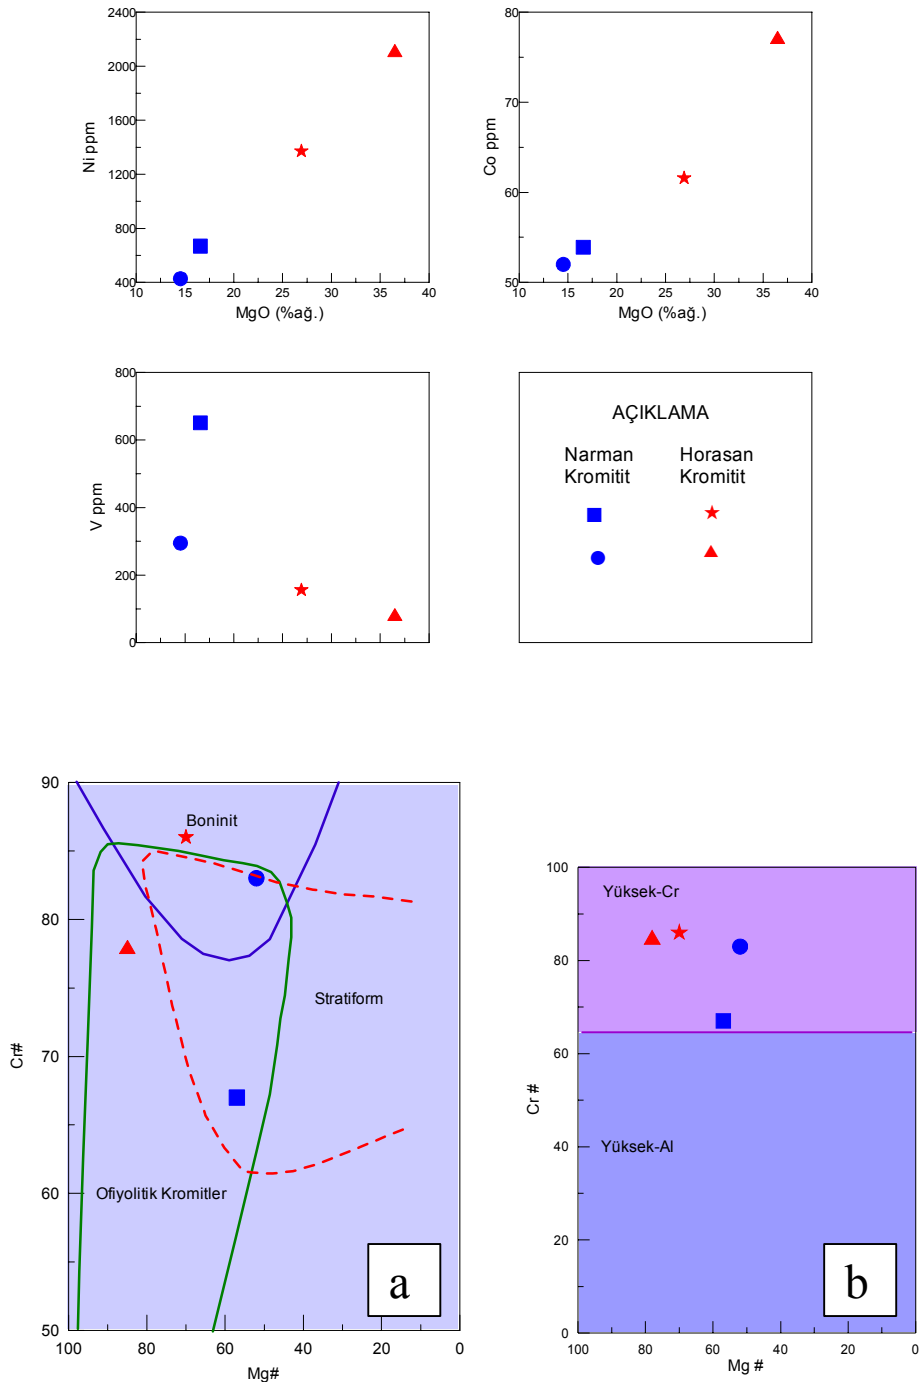 2400
2000
1600
1200
800
400
Ni ppm
10
15
20
25
30
35
40
MgO (%ağ.)
80
70
60
50
Co ppm
10
15
20
25
30
35
40
MgO (%ağ.)
800
600
400
200
0
V ppm
AÇIKLAMA
Narman
Kromitit
Horasan
Kromitit
90
80
70
60
50
Cr#
Boninit
Stratiform
Ofiyolitik Kromitler
a
100
80
60
40
20
0
Mg#
100
80
60
40
20
0
Cr #
Yüksek-Cr
Yüksek-Al
b
100
80
60
40
20
0
Mg #